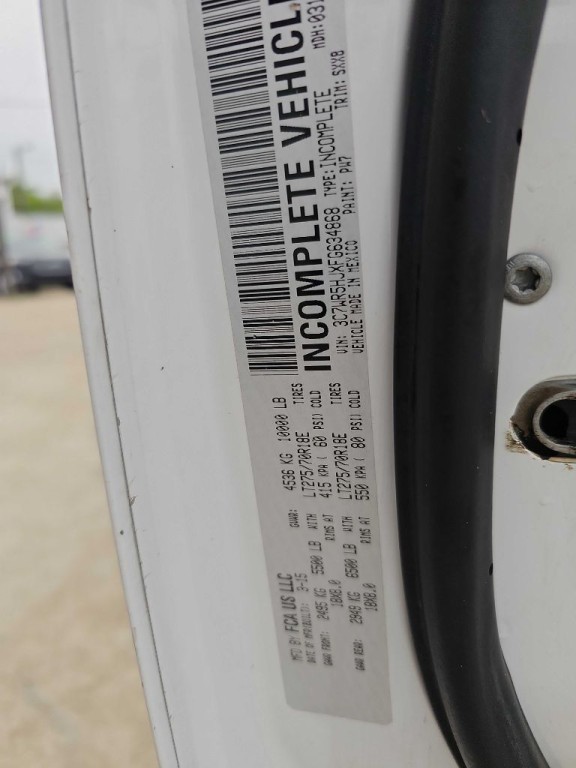 MFD BY: FCA US LLC
DATE OF MFR/BUILT: 3-15 GVWR: 4536 KG 10000 LB
GAWR FRONT: 2495 KG 5500 LB WITH LT275/70R18E TIRES
18X8.0 RIMS AT 415 KPA ( 60 PSI) COLD
GAWR REAR: 2949 KG 6500 LB WITH LT275/70R18E TIRES
18X8.0 RIMS AT 550 KPA ( 80 PSI) COLD
INCOMPLETE VEHICLE
MDH:031
VIN: 3C7WR5HJXFG634868 TYPE: INCOMPLETE
VEHICLE MADE IN MEXICO PAINT: PW7 TRIM: SXX8